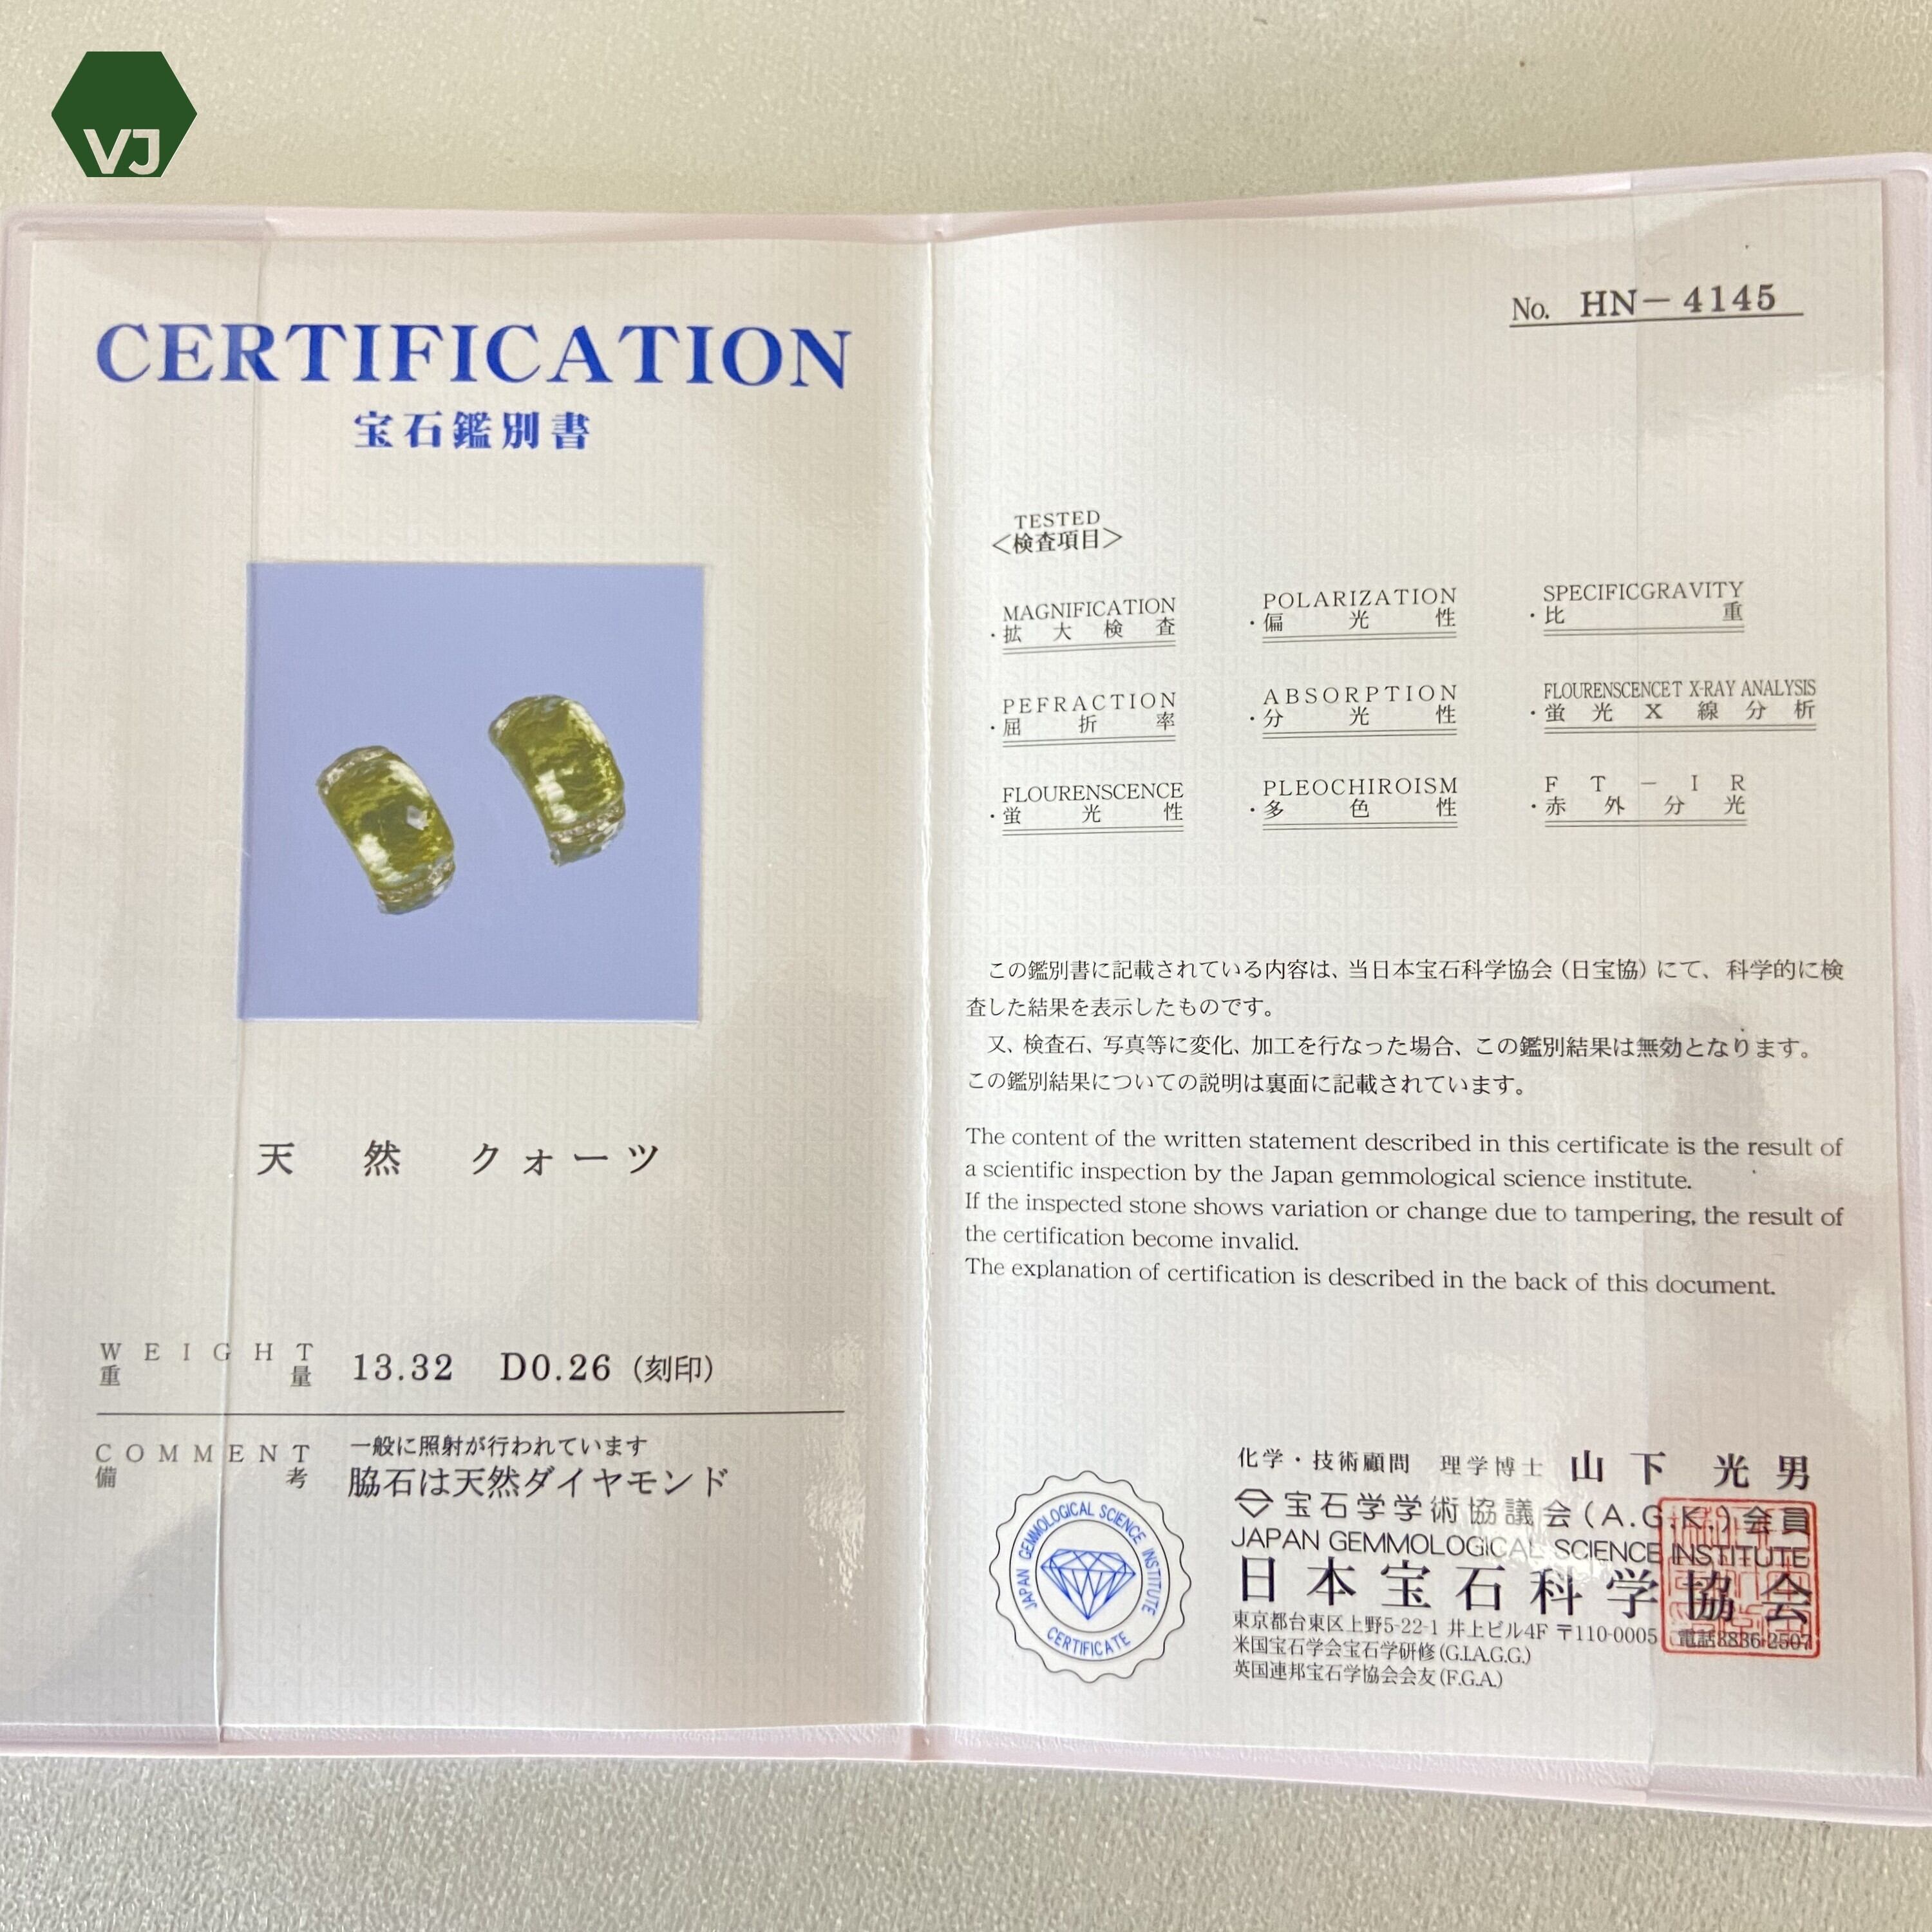 VJ
CERTIFICATION
宝石鑑別書
天然 クォーツ
WEIGHT
重量 13.32 D0.26 (刻印)
COMMENT 一般に照射が行われています
備考 脇石は天然ダイヤモンド
No. HN-4145
TESTED
<検査項目>
MAGNIFICATION POLARIZATION SPECIFICGRAVITY
・拡大検査 ・偏光性 ・比重
PEFRACTION ABSORPTION FLOURENSCENCET X-RAY ANALYSIS
・屈折率 ・分光性 ・蛍光X線分析
FLOURENSCENCE PLEOCHIROISM FT-IR
・蛍光性 ・多色性 ・赤外分光
この鑑別書に記載されている内容は、当日本宝石科学協会（日宝協）にて、科学的に検
査した結果を表示したものです。
又、検査石、写真等に変化、加工を行なった場合、この鑑別結果は無効となります。
この鑑別結果についての説明は裏面に記載されています。
The content of the written statement described in this certificate is the result of
a scientific inspection by the Japan gemmological science institute.
If the inspected stone shows variation or change due to tampering, the result of
the certification become invalid.
The explanation of certification is described in the back of this document.
化学・技術顧問 理学博士 山下 光男
宝石学学術協議会(A.G.K.)会員
JAPAN GEMMOLOGICAL SCIENCE INSTITUTE
日本宝石科学協会
東京都台東区上野5-22-1 井上ビル4F 〒110-0005 電話3836-2507
米国宝石学会宝石学研修(G.I.A.G.G.)
英国連邦宝石学協会会友(F.G.A.)
JAPAN GEMMOLOGICAL SCIENCE INSTITUTE
CERTIFICATE